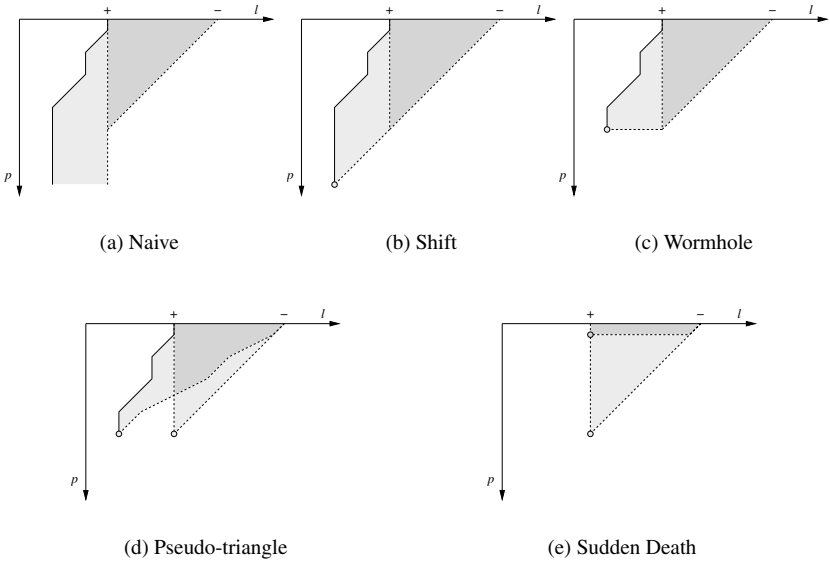 + − l + − l + − l
p p p
(a) Naive (b) Shift (c) Wormhole
+ − l + − l
p p
(d) Pseudo-triangle (e) Sudden Death